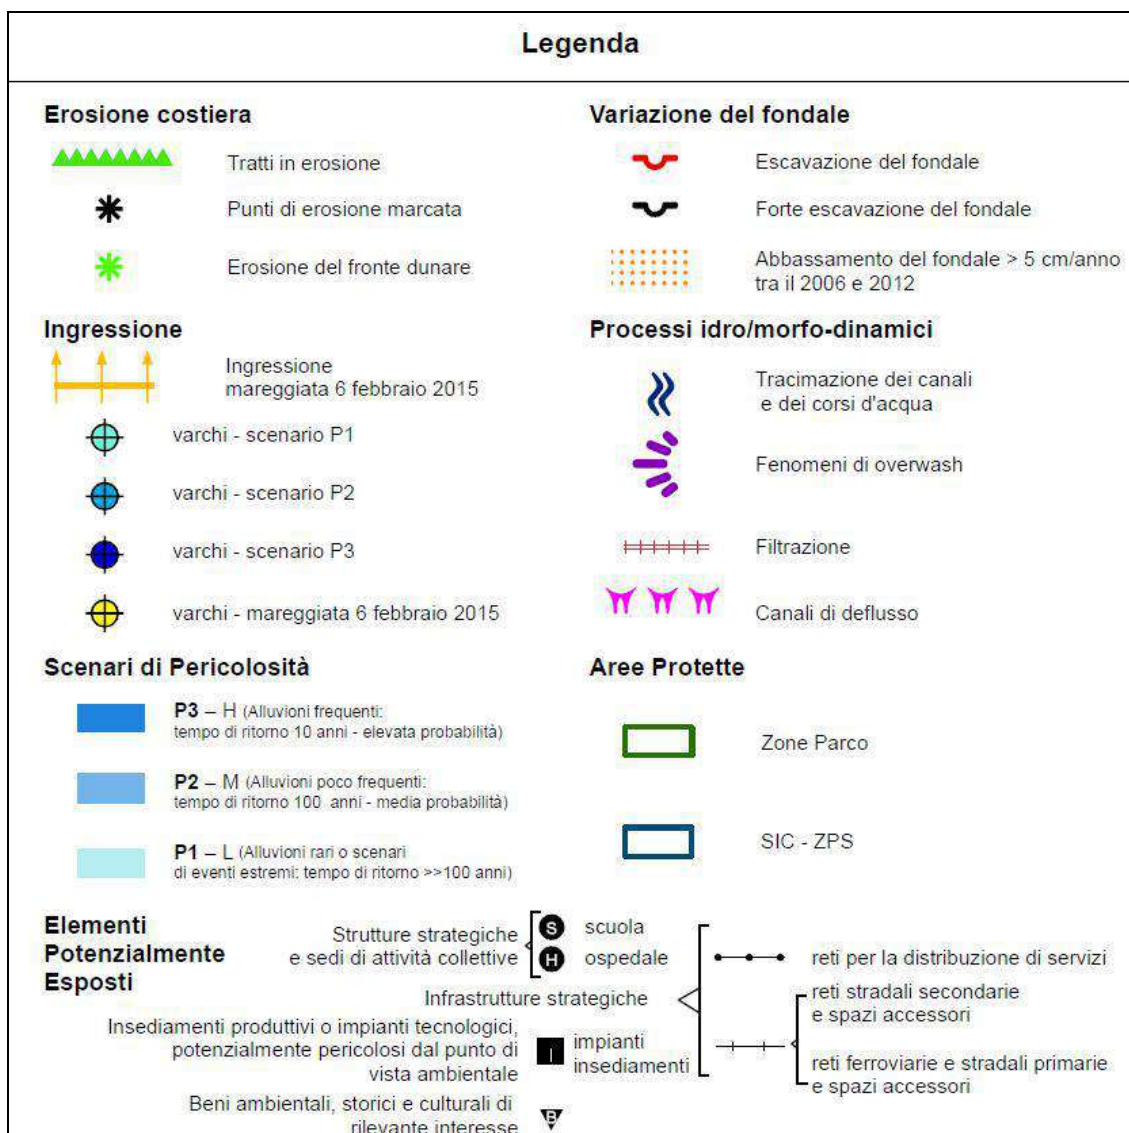 Legenda
Erosione costiera
Tratti in erosione
Punti di erosione marcata
Erosione del fronte dunare
Variazione del fondale
Escavazione del fondale
Forte escavazione del fondale
Abbassamento del fondale > 5 cm/anno
tra il 2006 e 2012
Ingressione
Ingressione
mareggiata 6 febbraio 2015
varchi - scenario P1
varchi - scenario P2
varchi - scenario P3
varchi - mareggiata 6 febbraio 2015
Processi idro/morfo-dinamici
Tracimazione dei canali
e dei corsi d'acqua
Fenomeni di overwash
Filtrazione
Canali di deflusso
Scenari di Pericolosità
P3 – H (Alluvioni frequenti:
tempo di ritorno 10 anni - elevata probabilità)
P2 – M (Alluvioni poco frequenti:
tempo di ritorno 100 anni - media probabilità)
P1 – L (Alluvioni rari o scenari
di eventi estremi: tempo di ritorno >>100 anni)
Aree Protette
Zone Parco
SIC - ZPS
Elementi
Potenzialmente
Esposti
Strutture strategiche
e sedi di attività collettive
S scuola
H ospedale
Infrastrutture strategiche
reti per la distribuzione di servizi
reti stradali secondarie
e spazi accessori
reti ferroviarie e stradali primarie
e spazi accessori
Insediamenti produttivi o impianti tecnologici,
potenzialmente pericolosi dal punto di
vista ambientale
I impianti
insediamenti
Beni ambientali, storici e culturali di
rilevante interesse
B